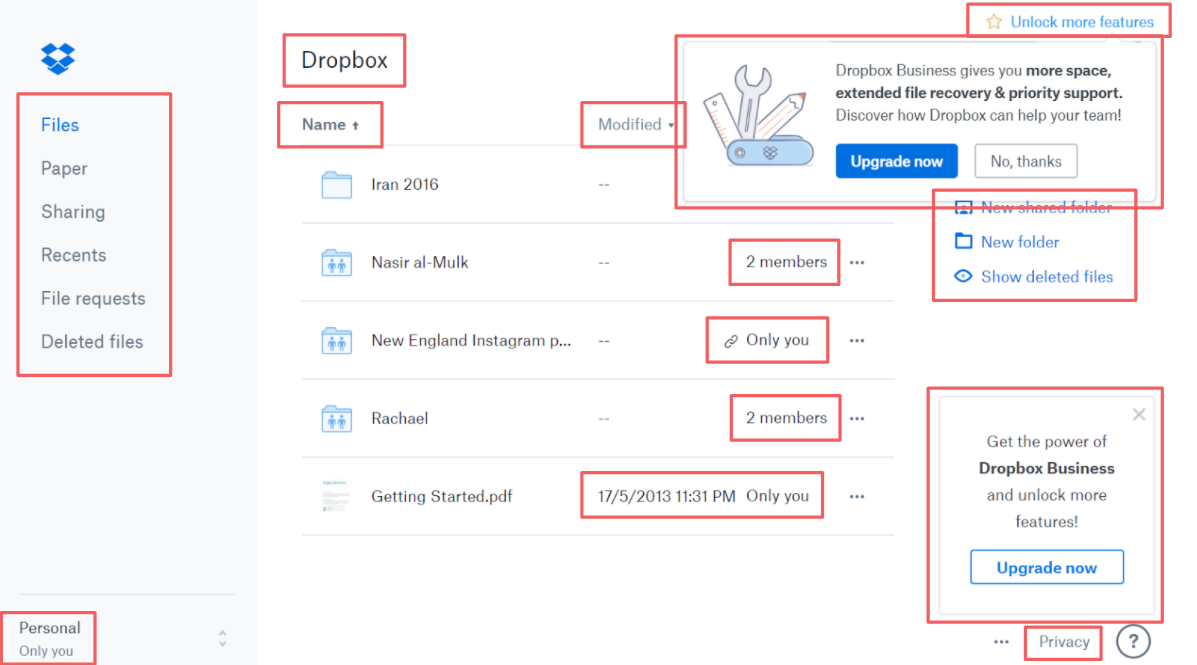 Unlock more features
Dropbox
Dropbox Business gives you more space,
extended file recovery & priority support.
Discover how Dropbox can help your team!
Upgrade now
No, thanks
Files
Paper
Sharing
Recents
File requests
Deleted files
Name
Modified
Iran 2016 --
Nasir al-Mulk -- 2 members
New England Instagram p... -- Only you
Rachael -- 2 members
Getting Started.pdf 17/5/2013 11:31 PM Only you
New shared folder
New folder
Show deleted files
Get the power of
Dropbox Business
and unlock more
features!
Upgrade now
Personal
Only you
Privacy
?